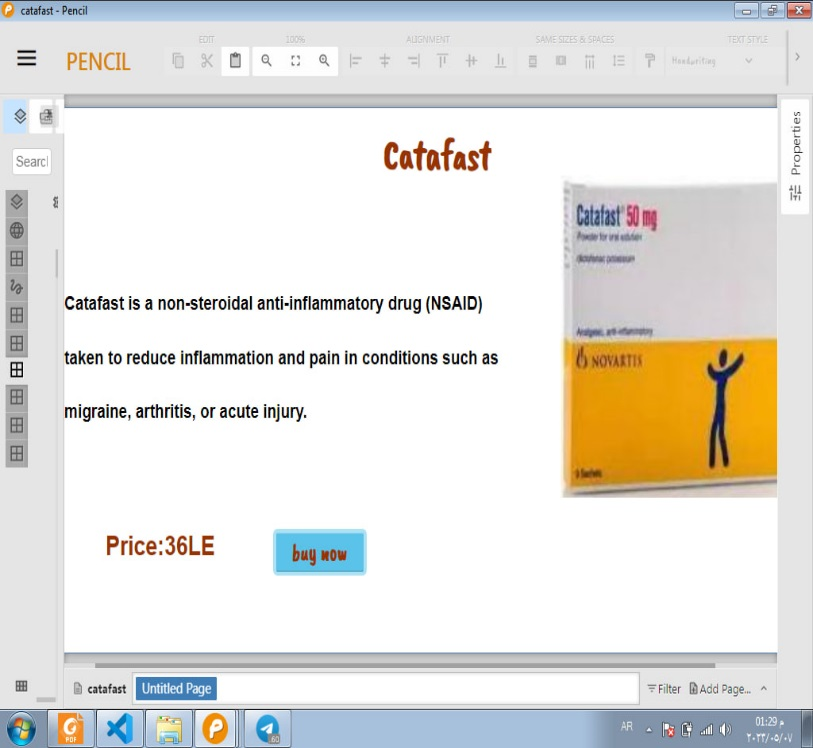 catafast - Pencil
EDIT
100%
ALIGNMENT
SAME SIZES & SPACES
TEXT STYLE
PENCIL
Handwriting
Properties
Catafast
Catafast® 50 mg
Powder for oral solution
diclofenac potassium
Analgesic, anti-inflammatory
NOVARTIS
Catafast is a non-steroidal anti-inflammatory drug (NSAID)
taken to reduce inflammation and pain in conditions such as
migraine, arthritis, or acute injury.
Price:36LE
buy now
catafast
Untitled Page
Filter
Add Page...
PDF
60
AR
01:29 م
٢٠٢٣/٠٥/٠٧